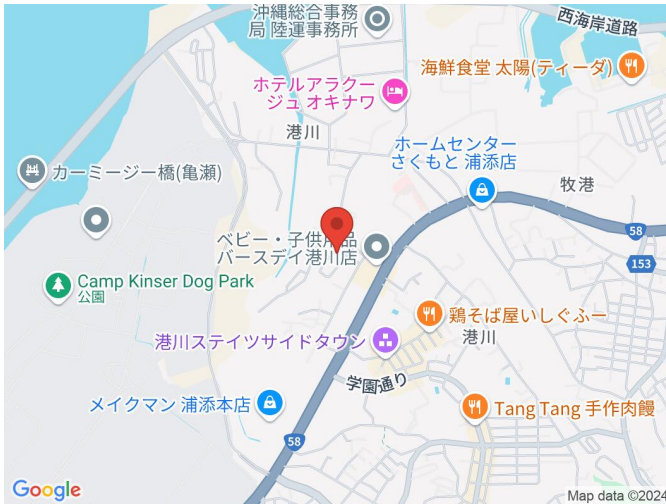 沖縄総合事務
局 陸運事務所
西海岸道路
海鮮食堂 太陽(ティーダ)
ホテルアラクー
ジュ オキナワ
港川
ホームセンター
さくもと 浦添店
カーミージー橋(亀瀬)
牧港
58
153
ベビー・子供用品
バースデイ港川店
Camp Kinser Dog Park
公園
鶏そば屋いしぐふー
港川ステイツサイドタウン
港川
学園通り
メイクマン 浦添本店
Tang Tang 手作肉饅
58
Google
Map data ©2024